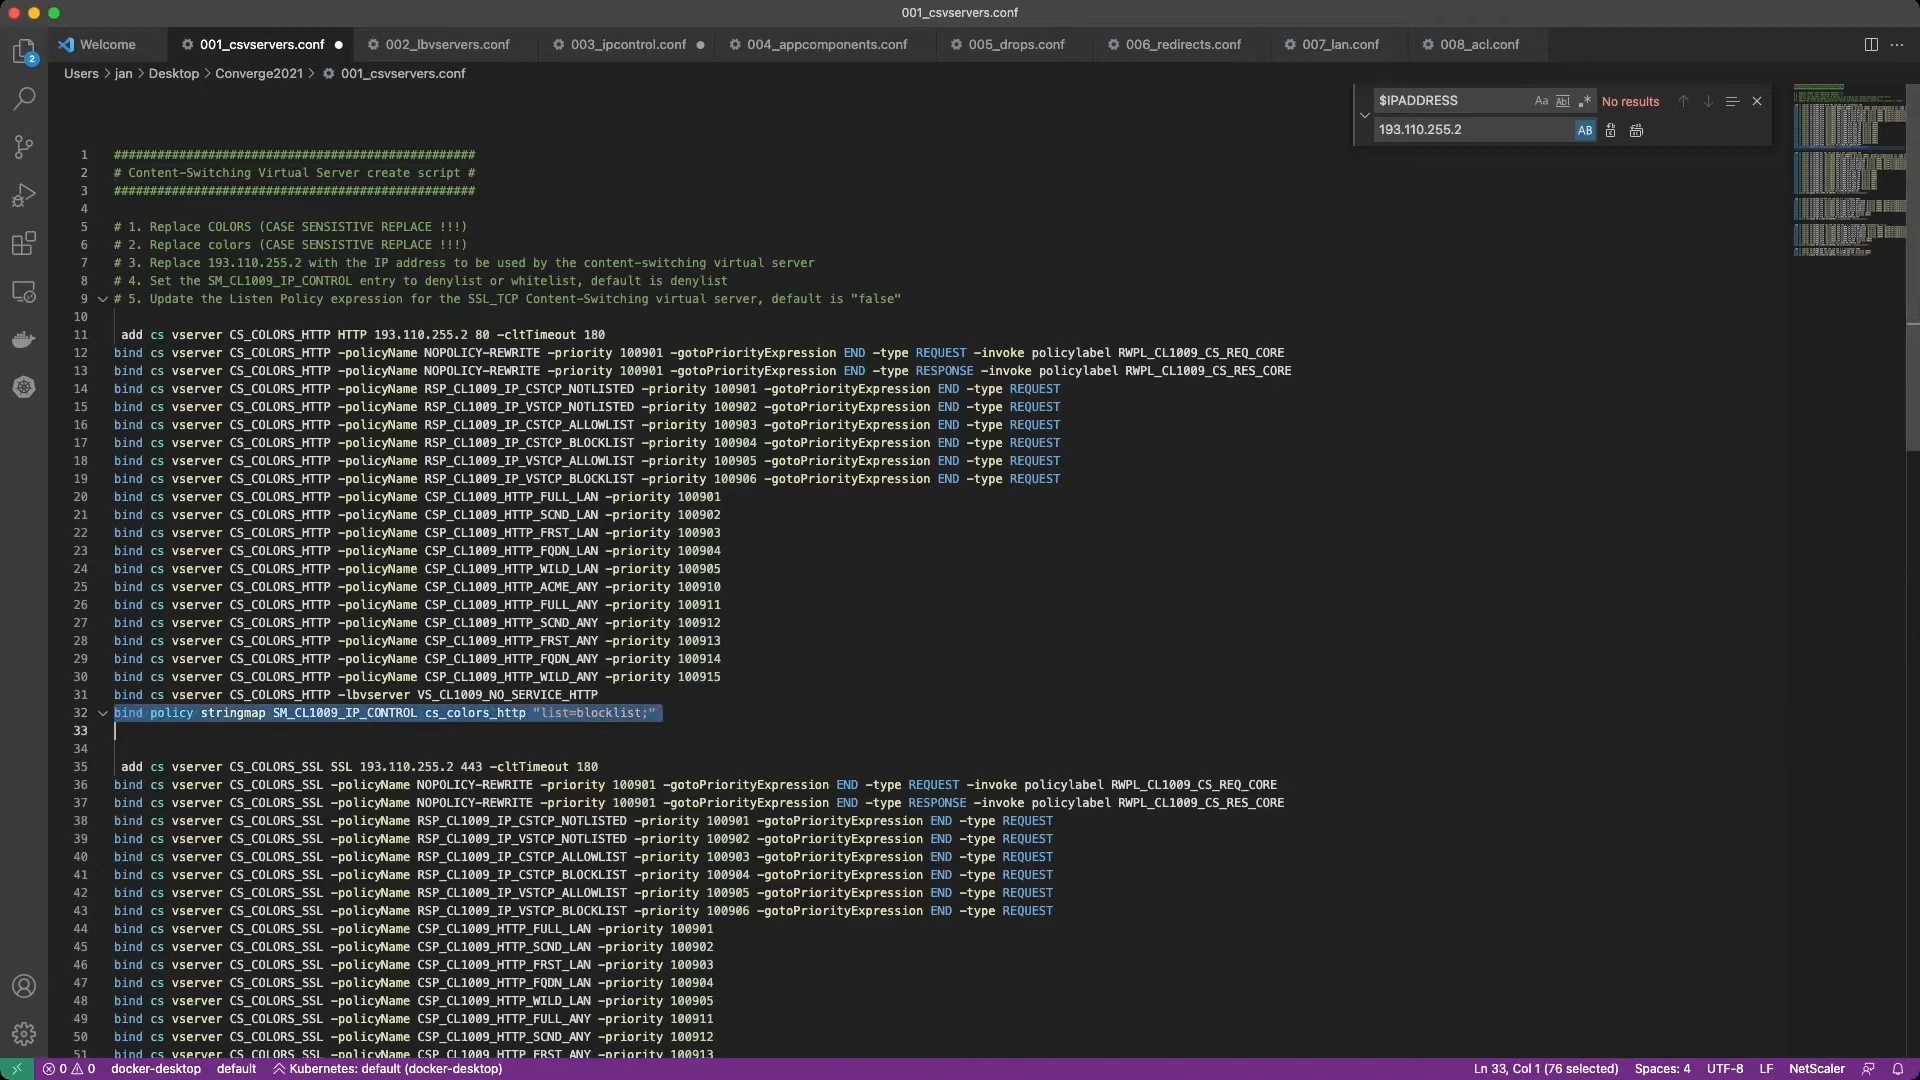 001_csvservers.conf
Welcome
001_csvservers.conf
002_lbvservers.conf
003_ipcontrol.conf
004_appcomponents.conf
005_drops.conf
006_redirects.conf
007_lan.conf
008_acl.conf
2
Users > jan > Desktop > Converge2021 > 001_csvservers.conf
$IPADDRESS
Aa
Ab
.*
No results
193.110.255.2
AB
1 ##################################################
2 # Content-Switching Virtual Server create script #
3 ##################################################
4
5 # 1. Replace COLORS (CASE SENSISTIVE REPLACE !!!)
6 # 2. Replace colors (CASE SENSISTIVE REPLACE !!!)
7 # 3. Replace 193.110.255.2 with the IP address to be used by the content-switching virtual server
8 # 4. Set the SM_CL1009_IP_CONTROL entry to denylist or whitelist, default is denylist
9 # 5. Update the Listen Policy expression for the SSL_TCP Content-Switching virtual server, default is "false"
10
11 add cs vserver CS_COLORS_HTTP HTTP 193.110.255.2 80 -cltTimeout 180
12 bind cs vserver CS_COLORS_HTTP -policyName NOPOLICY-REWRITE -priority 100901 -gotoPriorityExpression END -type REQUEST -invoke policylabel RWPL_CL1009_CS_REQ_CORE
13 bind cs vserver CS_COLORS_HTTP -policyName NOPOLICY-REWRITE -priority 100901 -gotoPriorityExpression END -type RESPONSE -invoke policylabel RWPL_CL1009_CS_RES_CORE
14 bind cs vserver CS_COLORS_HTTP -policyName RSP_CL1009_IP_CSTCP_NOTLISTED -priority 100901 -gotoPriorityExpression END -type REQUEST
15 bind cs vserver CS_COLORS_HTTP -policyName RSP_CL1009_IP_VSTCP_NOTLISTED -priority 100902 -gotoPriorityExpression END -type REQUEST
16 bind cs vserver CS_COLORS_HTTP -policyName RSP_CL1009_IP_CSTCP_ALLOWLIST -priority 100903 -gotoPriorityExpression END -type REQUEST
17 bind cs vserver CS_COLORS_HTTP -policyName RSP_CL1009_IP_CSTCP_BLOCKLIST -priority 100904 -gotoPriorityExpression END -type REQUEST
18 bind cs vserver CS_COLORS_HTTP -policyName RSP_CL1009_IP_VSTCP_ALLOWLIST -priority 100905 -gotoPriorityExpression END -type REQUEST
19 bind cs vserver CS_COLORS_HTTP -policyName RSP_CL1009_IP_VSTCP_BLOCKLIST -priority 100906 -gotoPriorityExpression END -type REQUEST
20 bind cs vserver CS_COLORS_HTTP -policyName CSP_CL1009_HTTP_FULL_LAN -priority 100901
21 bind cs vserver CS_COLORS_HTTP -policyName CSP_CL1009_HTTP_SCND_LAN -priority 100902
22 bind cs vserver CS_COLORS_HTTP -policyName CSP_CL1009_HTTP_FRST_LAN -priority 100903
23 bind cs vserver CS_COLORS_HTTP -policyName CSP_CL1009_HTTP_FQDN_LAN -priority 100904
24 bind cs vserver CS_COLORS_HTTP -policyName CSP_CL1009_HTTP_WILD_LAN -priority 100905
25 bind cs vserver CS_COLORS_HTTP -policyName CSP_CL1009_HTTP_ACME_ANY -priority 100910
26 bind cs vserver CS_COLORS_HTTP -policyName CSP_CL1009_HTTP_FULL_ANY -priority 100911
27 bind cs vserver CS_COLORS_HTTP -policyName CSP_CL1009_HTTP_SCND_ANY -priority 100912
28 bind cs vserver CS_COLORS_HTTP -policyName CSP_CL1009_HTTP_FRST_ANY -priority 100913
29 bind cs vserver CS_COLORS_HTTP -policyName CSP_CL1009_HTTP_FQDN_ANY -priority 100914
30 bind cs vserver CS_COLORS_HTTP -policyName CSP_CL1009_HTTP_WILD_ANY -priority 100915
31 bind cs vserver CS_COLORS_HTTP -lbvserver VS_CL1009_NO_SERVICE_HTTP
32 bind policy stringmap SM_CL1009_IP_CONTROL cs_colors_http "list=blocklist;"
33
34
35 add cs vserver CS_COLORS_SSL SSL 193.110.255.2 443 -cltTimeout 180
36 bind cs vserver CS_COLORS_SSL -policyName NOPOLICY-REWRITE -priority 100901 -gotoPriorityExpression END -type REQUEST -invoke policylabel RWPL_CL1009_CS_REQ_CORE
37 bind cs vserver CS_COLORS_SSL -policyName NOPOLICY-REWRITE -priority 100901 -gotoPriorityExpression END -type RESPONSE -invoke policylabel RWPL_CL1009_CS_RES_CORE
38 bind cs vserver CS_COLORS_SSL -policyName RSP_CL1009_IP_CSTCP_NOTLISTED -priority 100901 -gotoPriorityExpression END -type REQUEST
39 bind cs vserver CS_COLORS_SSL -policyName RSP_CL1009_IP_VSTCP_NOTLISTED -priority 100902 -gotoPriorityExpression END -type REQUEST
40 bind cs vserver CS_COLORS_SSL -policyName RSP_CL1009_IP_CSTCP_ALLOWLIST -priority 100903 -gotoPriorityExpression END -type REQUEST
41 bind cs vserver CS_COLORS_SSL -policyName RSP_CL1009_IP_CSTCP_BLOCKLIST -priority 100904 -gotoPriorityExpression END -type REQUEST
42 bind cs vserver CS_COLORS_SSL -policyName RSP_CL1009_IP_VSTCP_ALLOWLIST -priority 100905 -gotoPriorityExpression END -type REQUEST
43 bind cs vserver CS_COLORS_SSL -policyName RSP_CL1009_IP_VSTCP_BLOCKLIST -priority 100906 -gotoPriorityExpression END -type REQUEST
44 bind cs vserver CS_COLORS_SSL -policyName CSP_CL1009_HTTP_FULL_LAN -priority 100901
45 bind cs vserver CS_COLORS_SSL -policyName CSP_CL1009_HTTP_SCND_LAN -priority 100902
46 bind cs vserver CS_COLORS_SSL -policyName CSP_CL1009_HTTP_FRST_LAN -priority 100903
47 bind cs vserver CS_COLORS_SSL -policyName CSP_CL1009_HTTP_FQDN_LAN -priority 100904
48 bind cs vserver CS_COLORS_SSL -policyName CSP_CL1009_HTTP_WILD_LAN -priority 100905
49 bind cs vserver CS_COLORS_SSL -policyName CSP_CL1009_HTTP_FULL_ANY -priority 100911
50 bind cs vserver CS_COLORS_SSL -policyName CSP_CL1009_HTTP_SCND_ANY -priority 100912
51 bind cs vserver CS_COLORS_SSL -policyName CSP_CL1009_HTTP_FRST_ANY -priority 100913
0 0 docker-desktop default Kubernetes: default (docker-desktop) Ln 33, Col 1 (76 selected) Spaces: 4 UTF-8 LF NetScaler